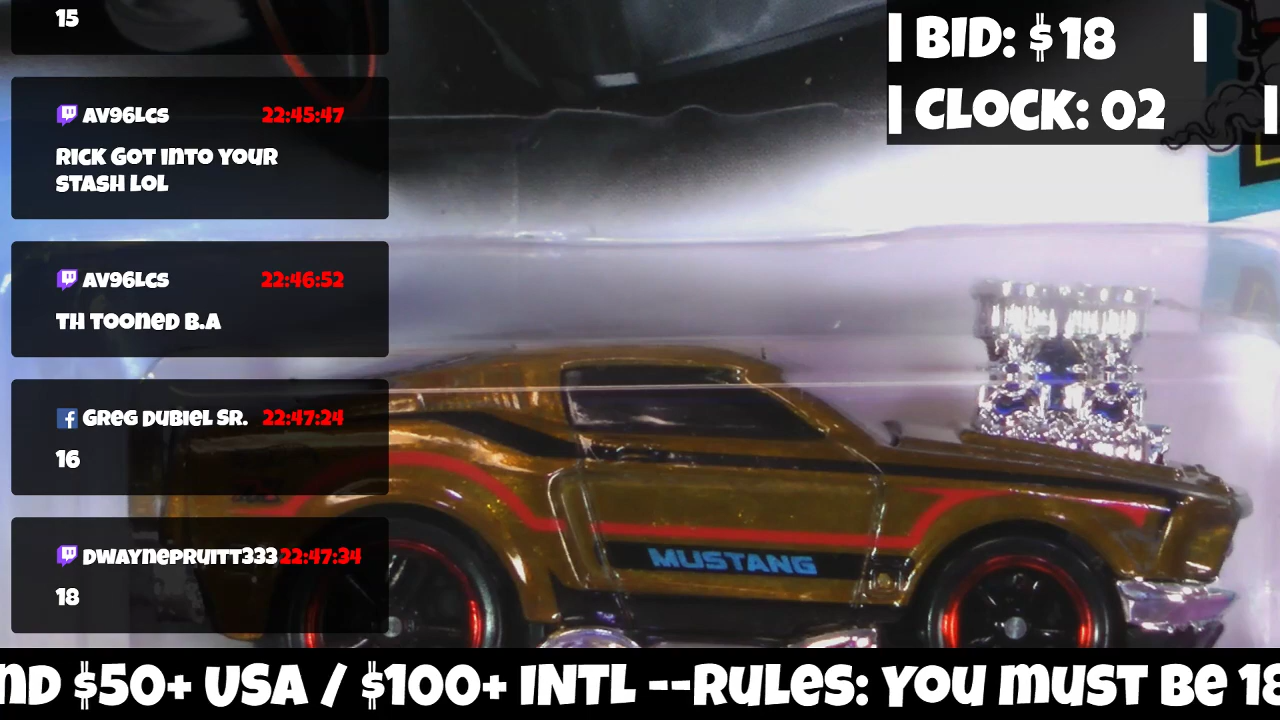 15
AV96LCS 22:45:47
RICK GOT INTO YOUR
STASH LOL
AV96LCS 22:46:52
TH TOONED B.A
GREG DUBIEL SR. 22:47:24
16
DWAYNEPRUITT333 22:47:34
18
| BID: $18 |
| CLOCK: 02 |
MUSTANG
ND $50+ USA / $100+ INTL --RULES: YOU MUST BE 18